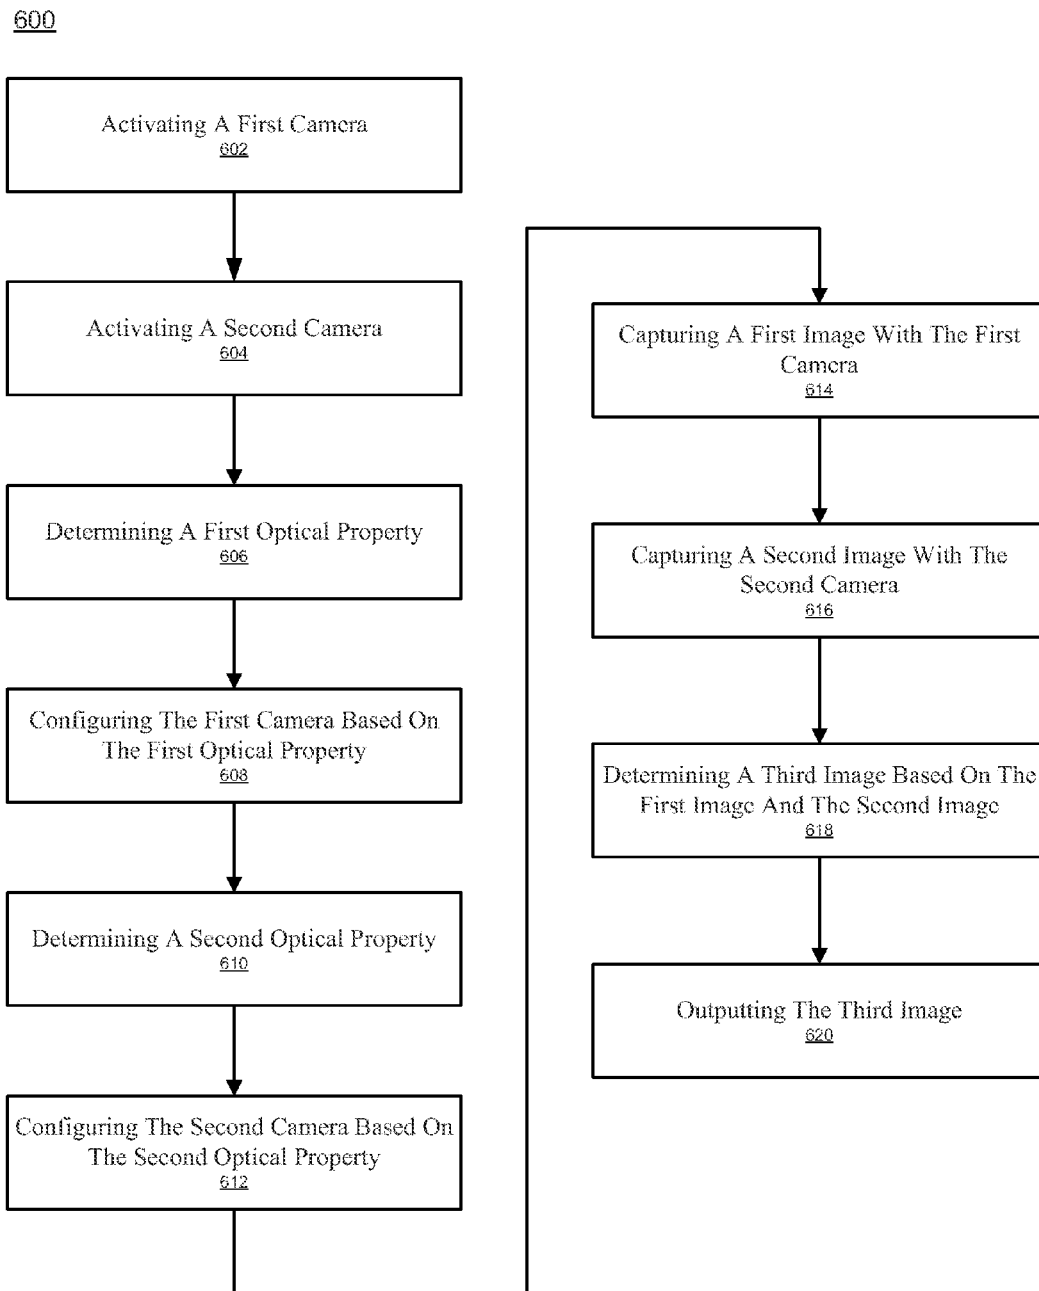 600
Activating A First Camera
602
Activating A Second Camera
604
Determining A First Optical Property
606
Configuring The First Camera Based On
The First Optical Property
608
Determining A Second Optical Property
610
Configuring The Second Camera Based On
The Second Optical Property
612
Capturing A First Image With The First
Camera
614
Capturing A Second Image With The
Second Camera
616
Determining A Third Image Based On The
First Image And The Second Image
618
Outputting The Third Image
620